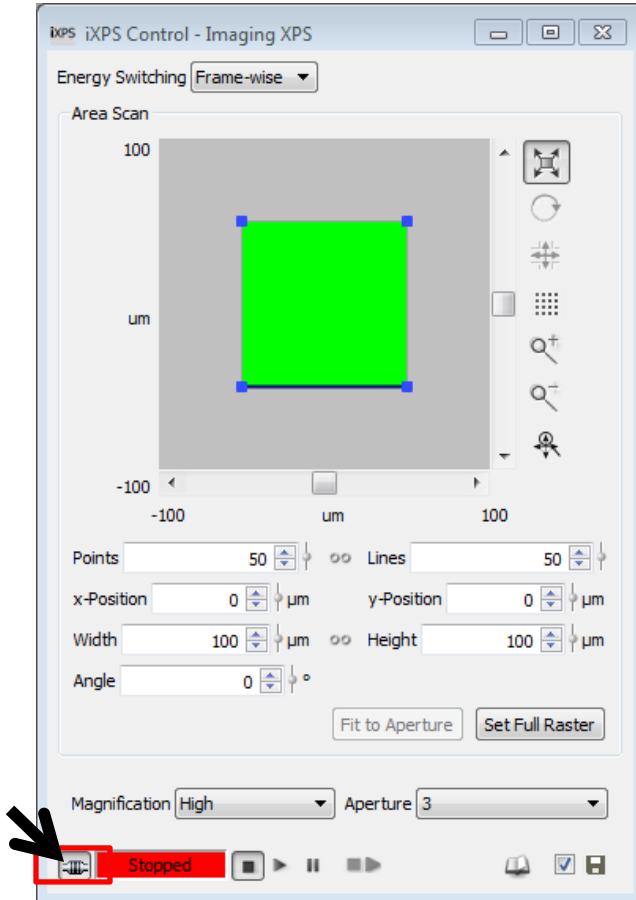 iXPS iXPS Control - Imaging XPS
Energy Switching Frame-wise
Area Scan
100
um
-100
-100 um 100
Points 50 Lines 50
x-Position 0 µm y-Position 0 µm
Width 100 µm Height 100 µm
Angle 0 °
Fit to Aperture Set Full Raster
Magnification High Aperture 3
Stopped